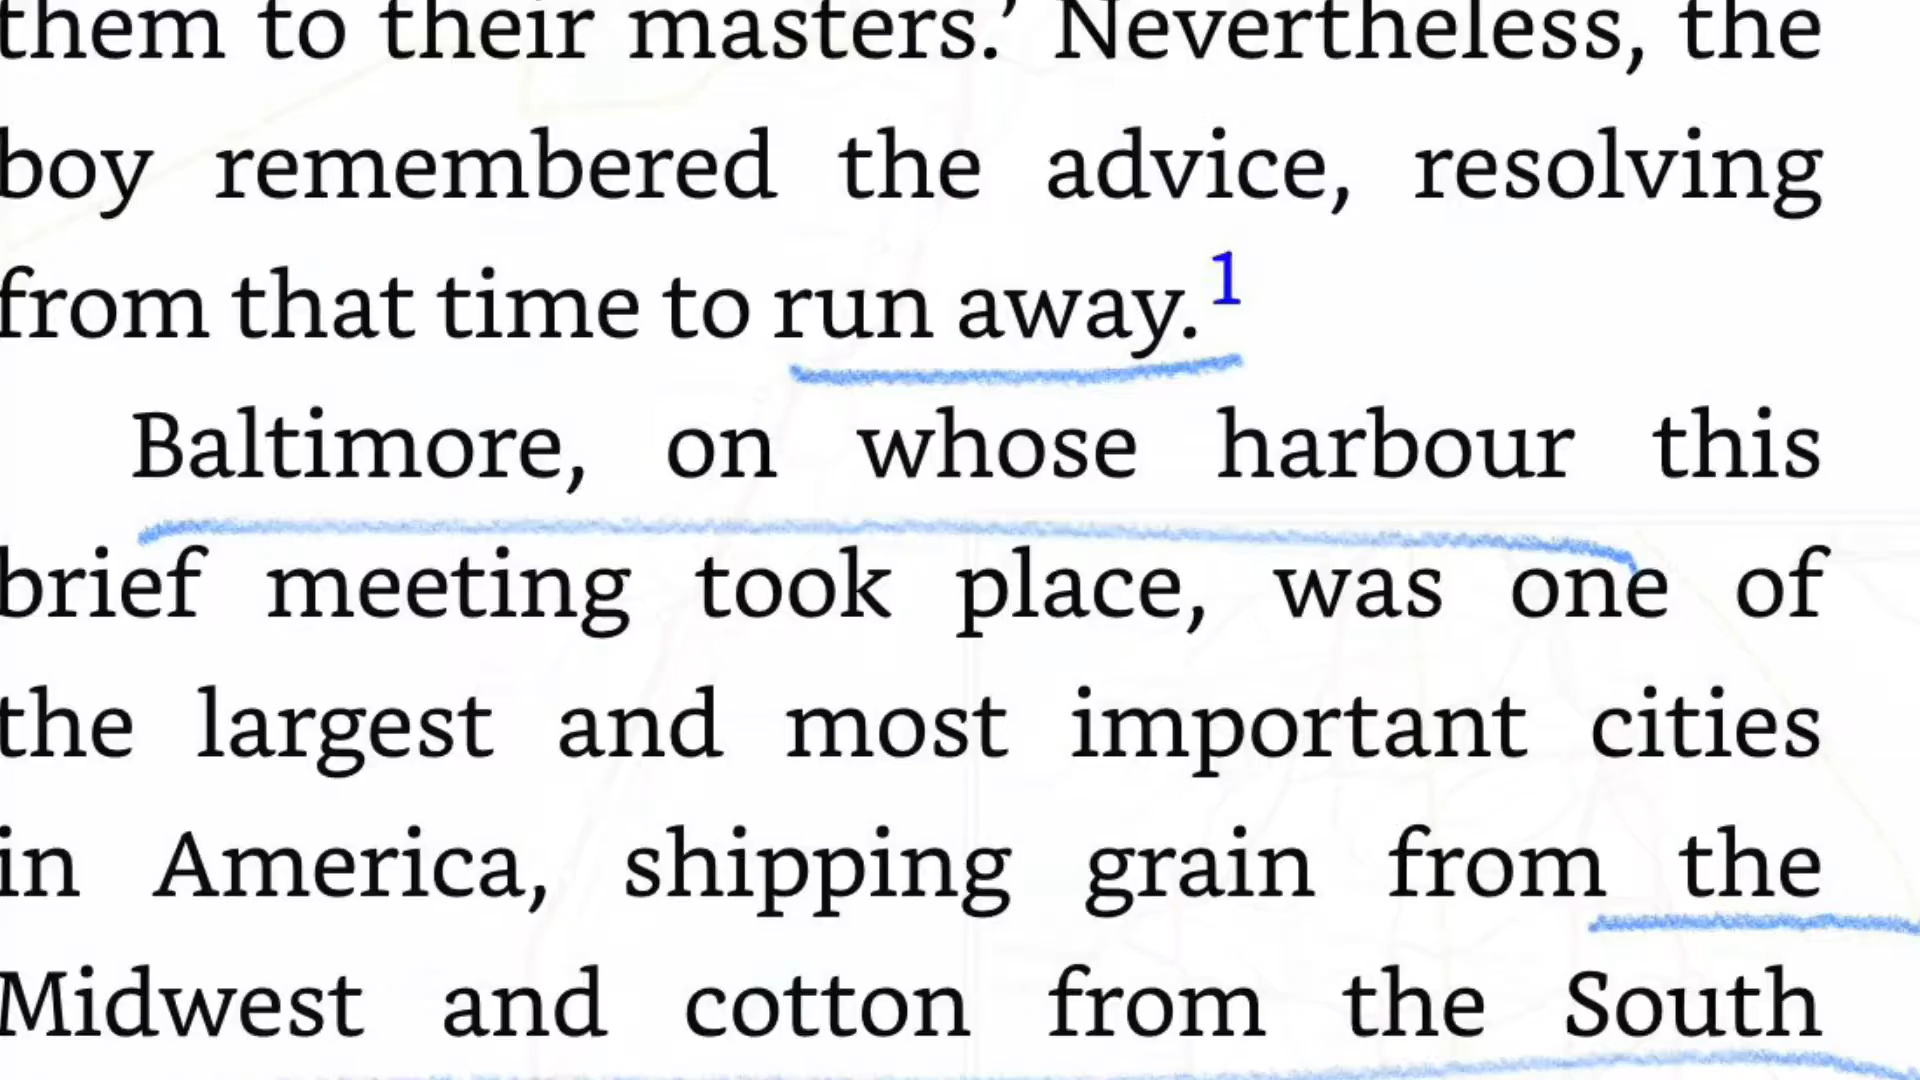 them to their masters.’ Nevertheless, the
boy remembered the advice, resolving
from that time to run away.1
Baltimore, on whose harbour this
brief meeting took place, was one of
the largest and most important cities
in America, shipping grain from the
Midwest and cotton from the South